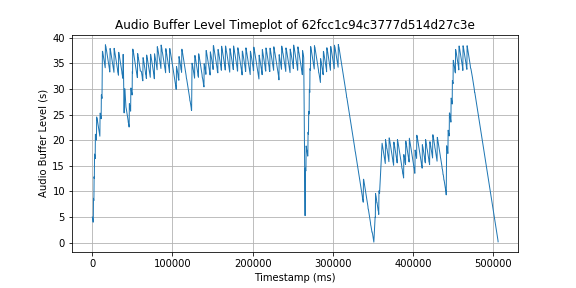 Audio Buffer Level Timeplot of 62fcc1c94c3777d514d27c3e
40
35
30
25
20
15
10
5
0
Audio Buffer Level (s)
0 100000 200000 300000 400000 500000
Timestamp (ms)